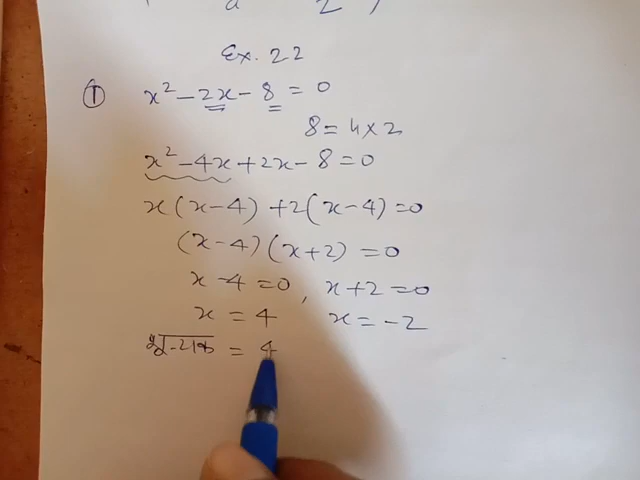 Ex. 22
① x² - 2x - 8 = 0
8 = 4 × 2
x² - 4x + 2x - 8 = 0
x(x-4) + 2(x-4) = 0
(x-4)(x+2) = 0
x - 4 = 0, x + 2 = 0
x = 4 x = -2
= 4